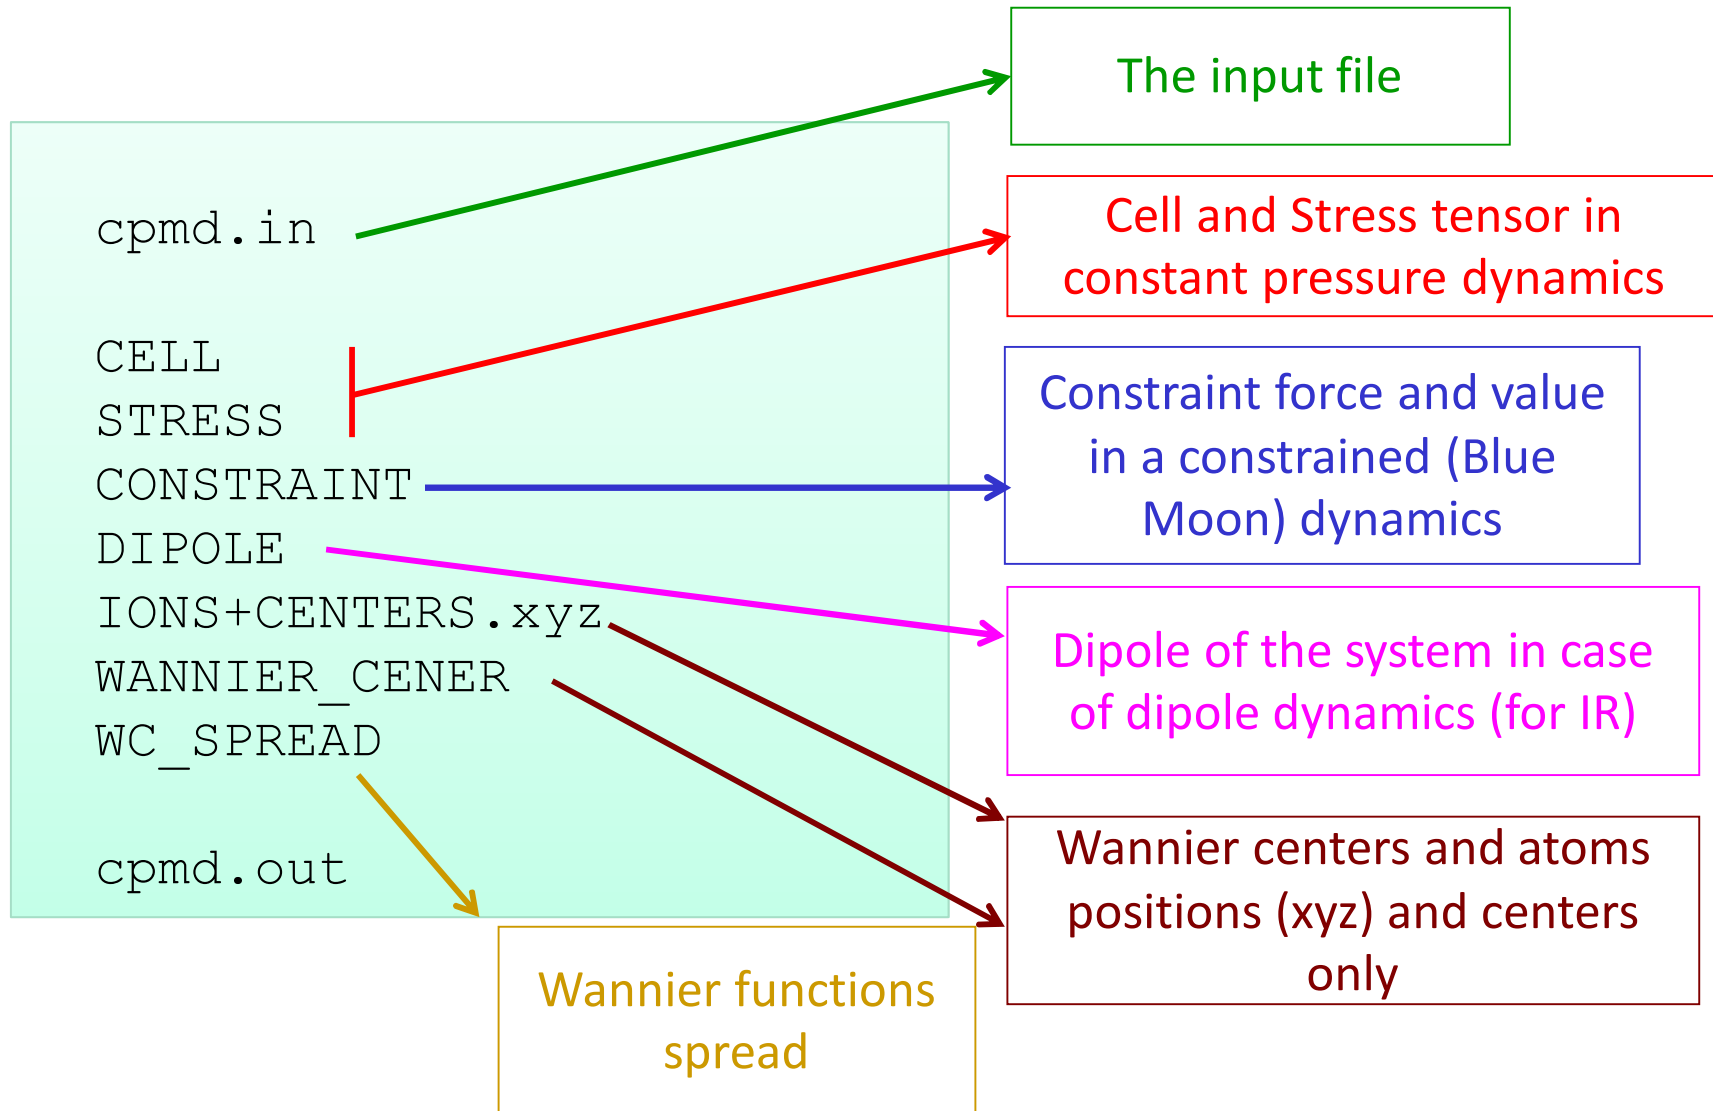 cpmd.in
CELL
STRESS
CONSTRAINT
DIPOLE
IONS+CENTERS.xyz
WANNIER_CENER
WC_SPREAD
cpmd.out
The input file
Cell and Stress tensor in
constant pressure dynamics
Constraint force and value
in a constrained (Blue
Moon) dynamics
Dipole of the system in case
of dipole dynamics (for IR)
Wannier centers and atoms
positions (xyz) and centers
only
Wannier functions
spread